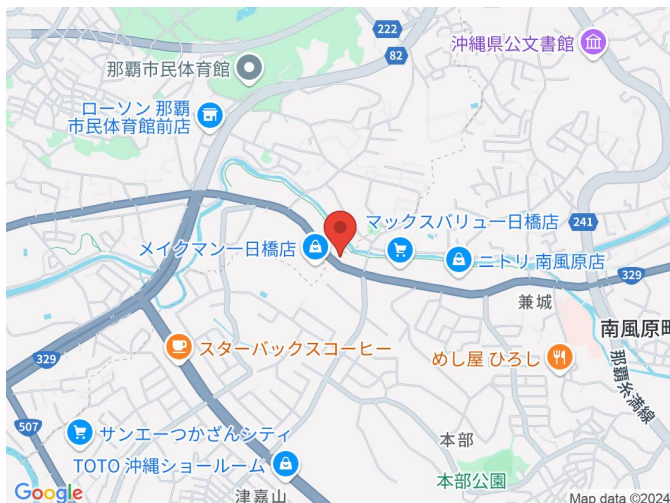 222
沖縄県公文書館
82
那覇市民体育館
ローソン 那覇
市民体育館前店
マックスバリュ一日橋店
241
メイクマン一日橋店
ニトリ 南風原店
329
兼城
南風原町
329
スターバックスコーヒー
めし屋 ひろし
那覇糸満線
507
サンエーつかざんシティ
本部
TOTO 沖縄ショールーム
本部公園
津嘉山
Google
Map data ©2024